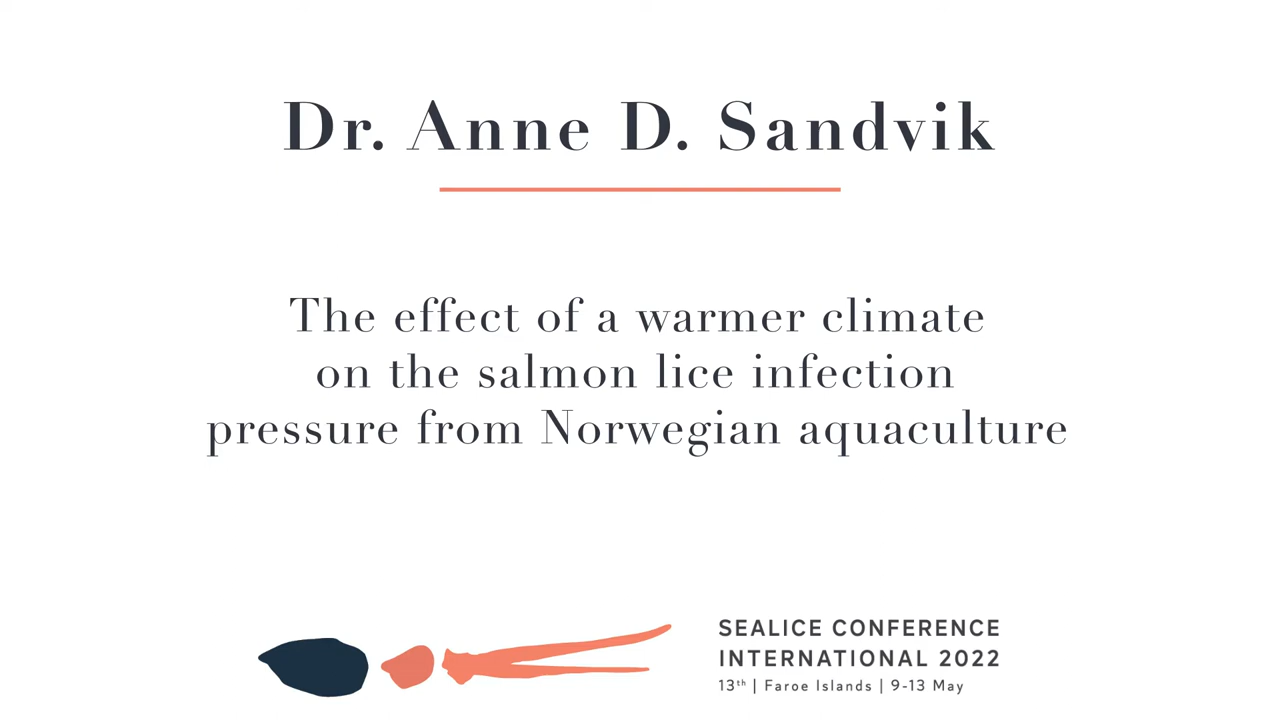 Dr. Anne D. Sandvik
The effect of a warmer climate
on the salmon lice infection
pressure from Norwegian aquaculture
SEALICE CONFERENCE
INTERNATIONAL 2022
13th | Faroe Islands | 9-13 May